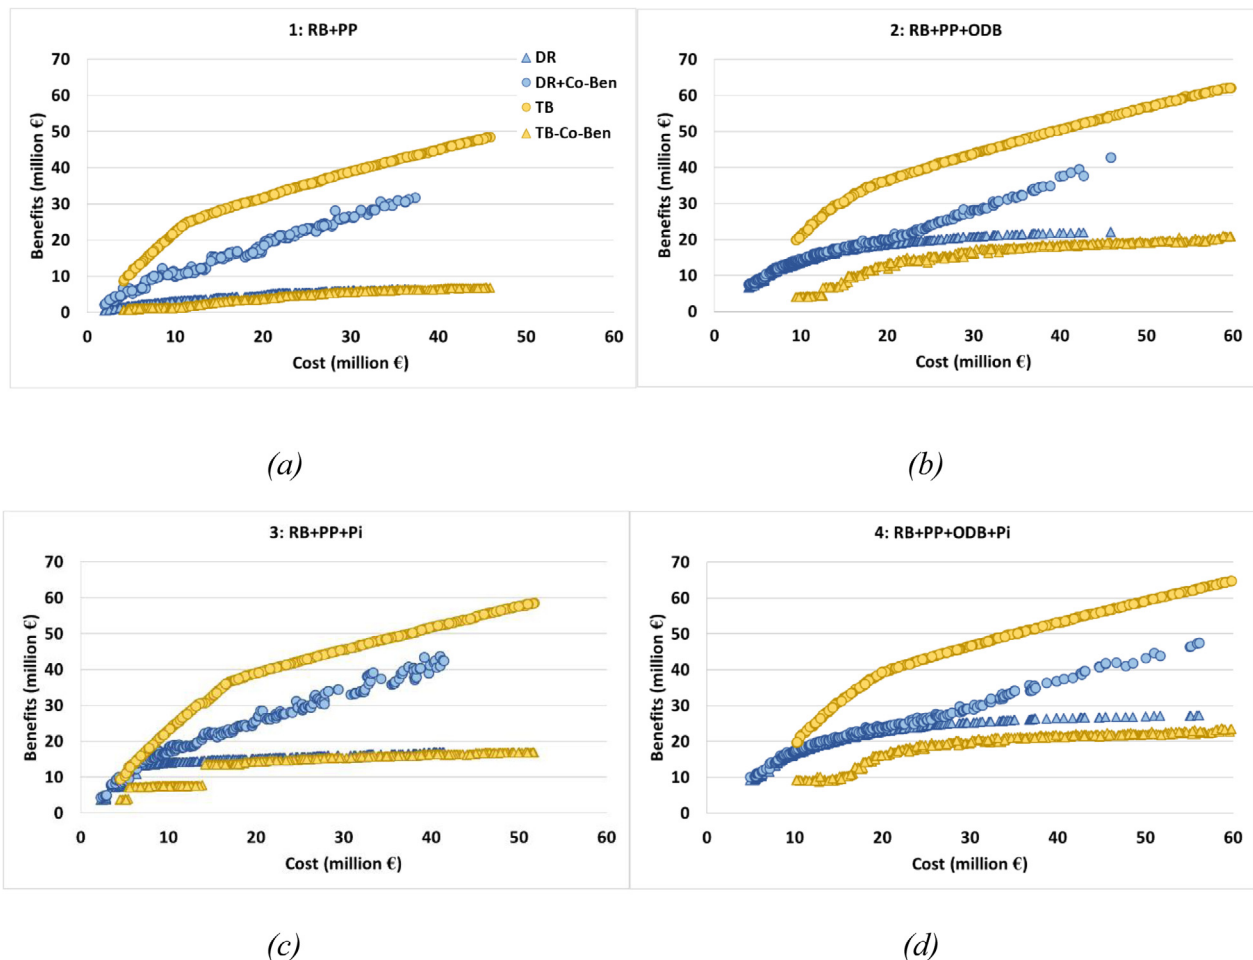 1: RB+PP
70
60
50
40
30
20
10
0
Benefits (million €)
0 10 20 30 40 50 60
Cost (million €)
DR
DR+Co-Ben
TB
TB-Co-Ben
(a)
2: RB+PP+ODB
70
60
50
40
30
20
10
0
Benefits (million €)
0 10 20 30 40 50 60
Cost (million €)
(b)
3: RB+PP+Pi
70
60
50
40
30
20
10
0
Benefits (million €)
0 10 20 30 40 50 60
Cost (million €)
(c)
4: RB+PP+ODB+Pi
70
60
50
40
30
20
10
0
Benefits (million €)
0 10 20 30 40 50 60
Cost (million €)
(d)